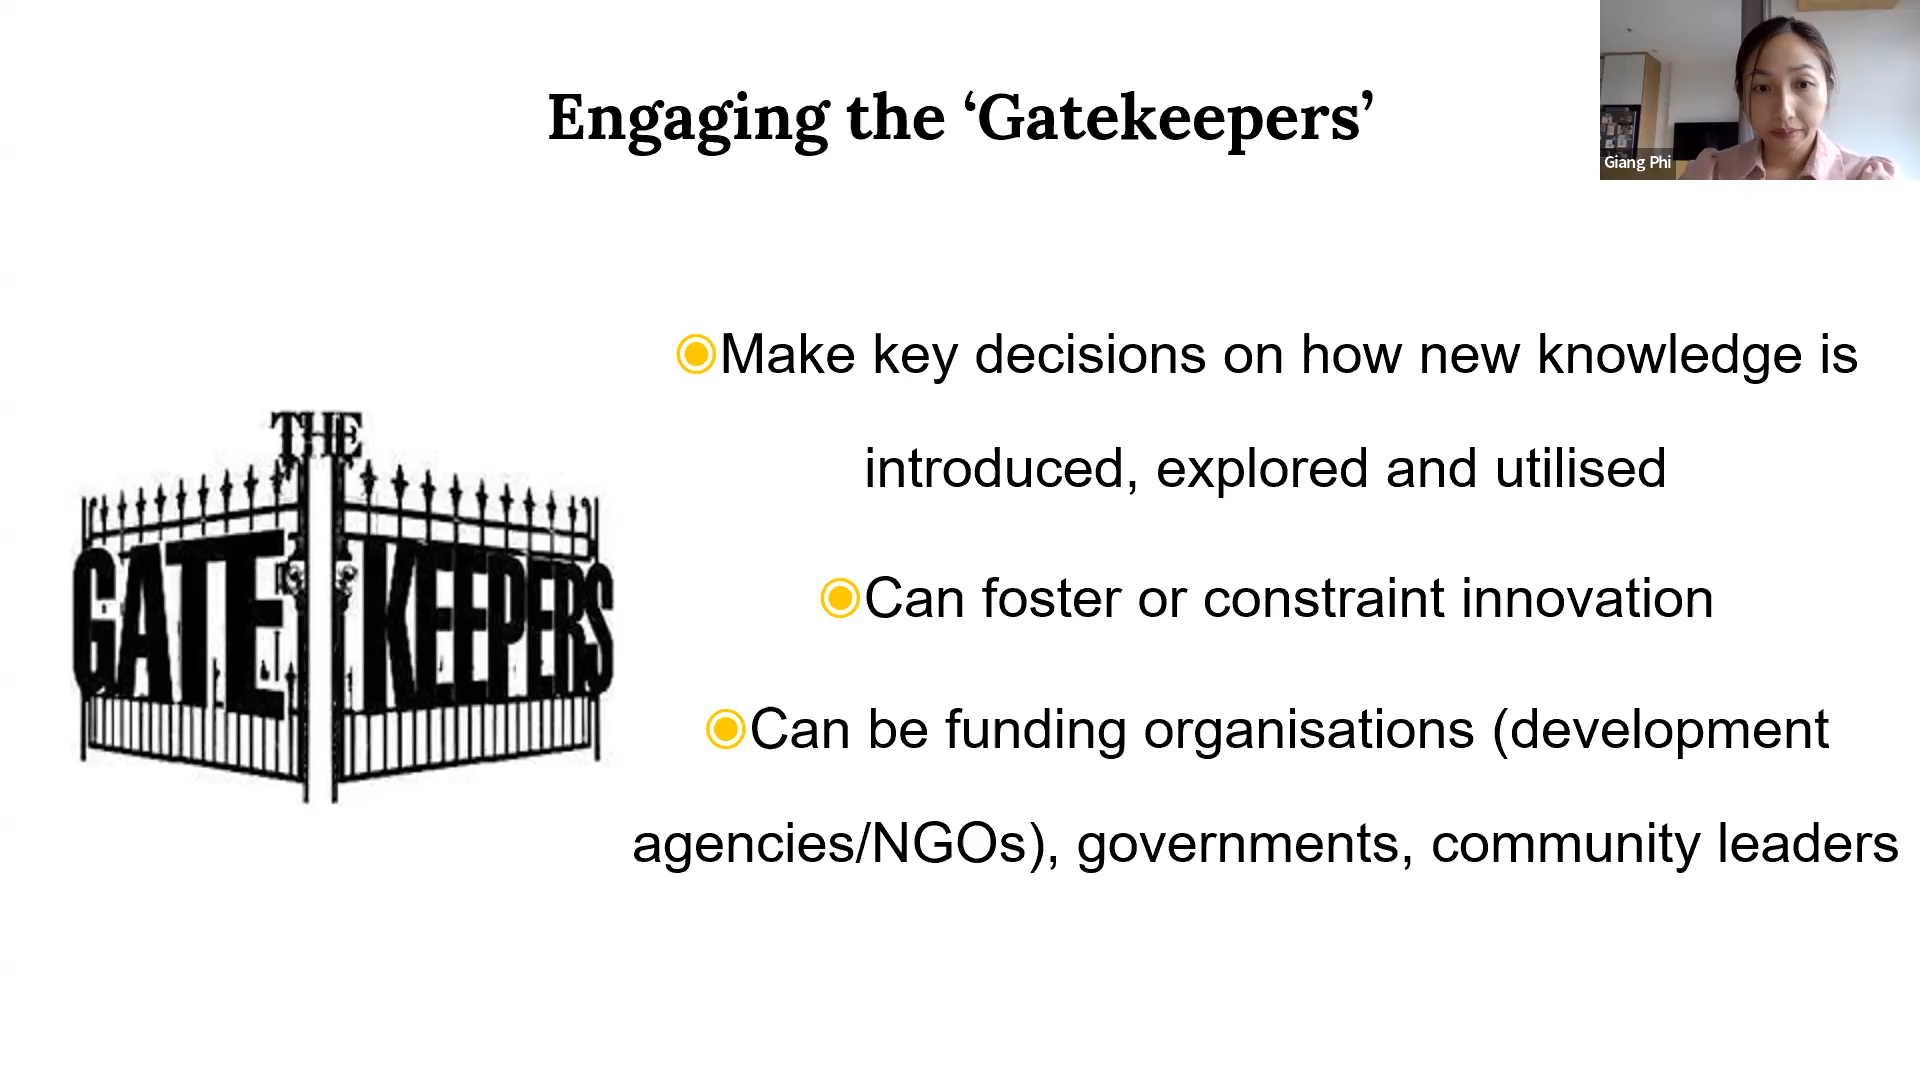 Engaging the ‘Gatekeepers’
Giang Phi
THE
GATE KEEPERS
Make key decisions on how new knowledge is
introduced, explored and utilised
Can foster or constraint innovation
Can be funding organisations (development
agencies/NGOs), governments, community leaders